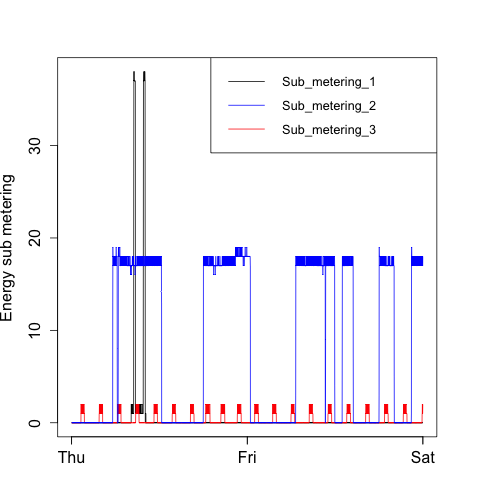 Sub_metering_1
Sub_metering_2
Sub_metering_3
Energy sub metering
30
20
10
0
Thu Fri Sat